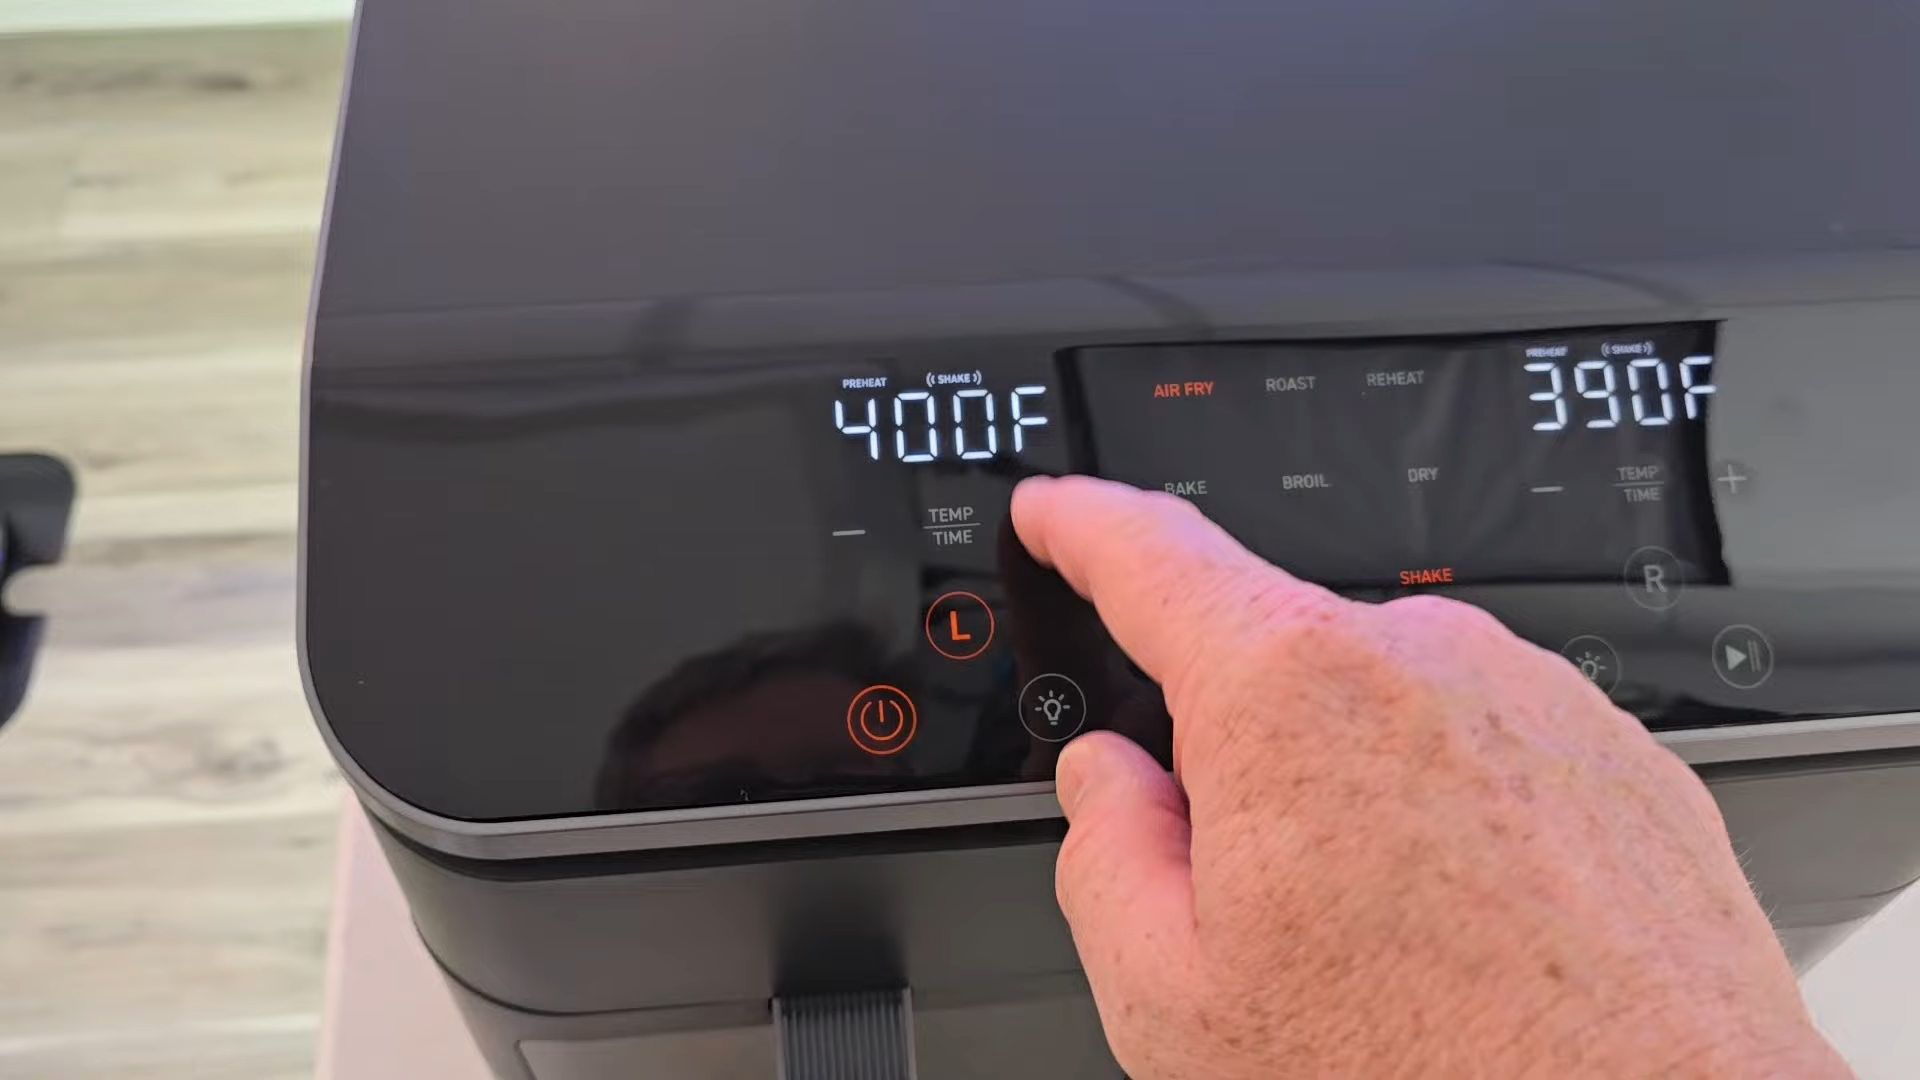 PREHEAT ((SHAKE))
400F
— TEMP
TIME
L
AIR FRY ROAST REHEAT
BAKE BROIL DRY
SHAKE
PREHEAT ((SHAKE))
390F
— TEMP +
TIME
R